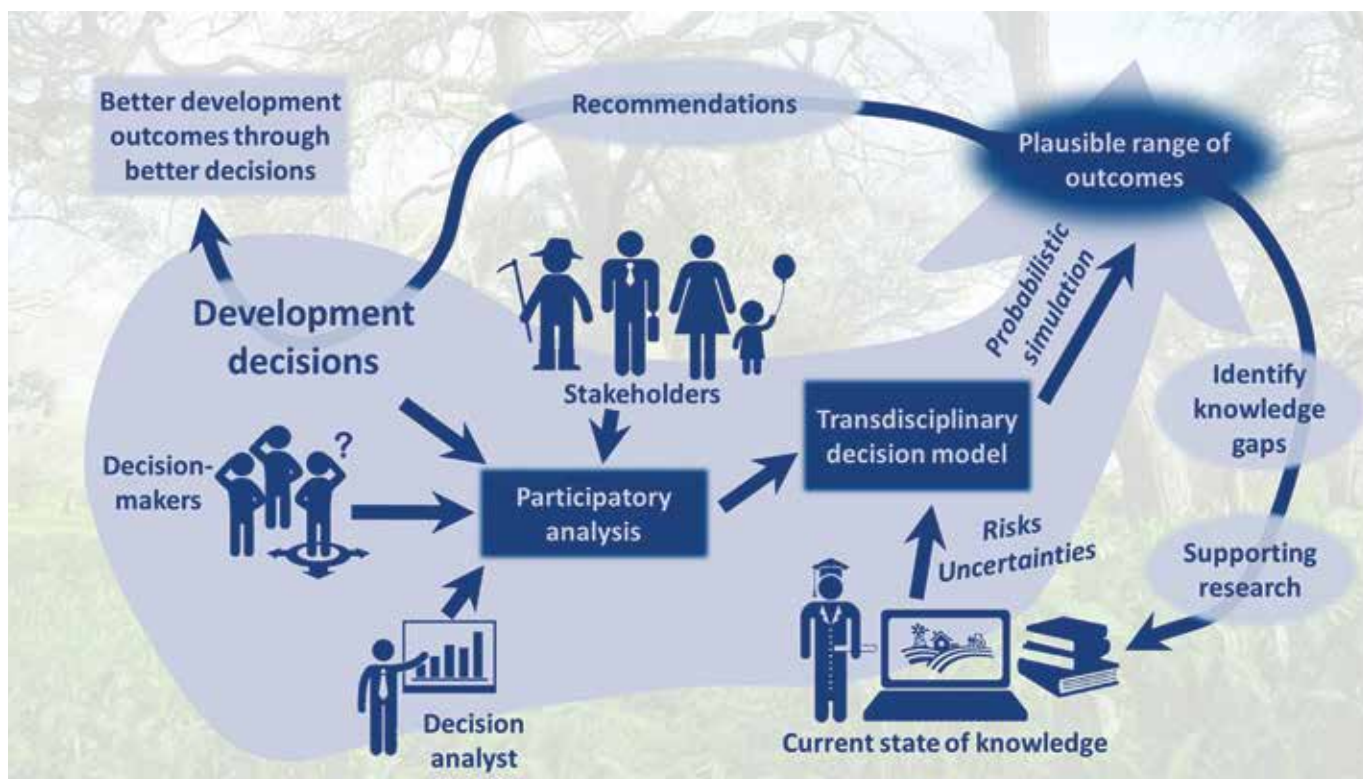 Better development
outcomes through
better decisions
Recommendations
Plausible range of
outcomes
Development
decisions
Stakeholders
Probabilistic
simulation
Identify
knowledge
gaps
Transdisciplinary
decision model
Decision-
makers
?
Participatory
analysis
Risks
Uncertainties
Supporting
research
Decision
analyst
Current state of knowledge